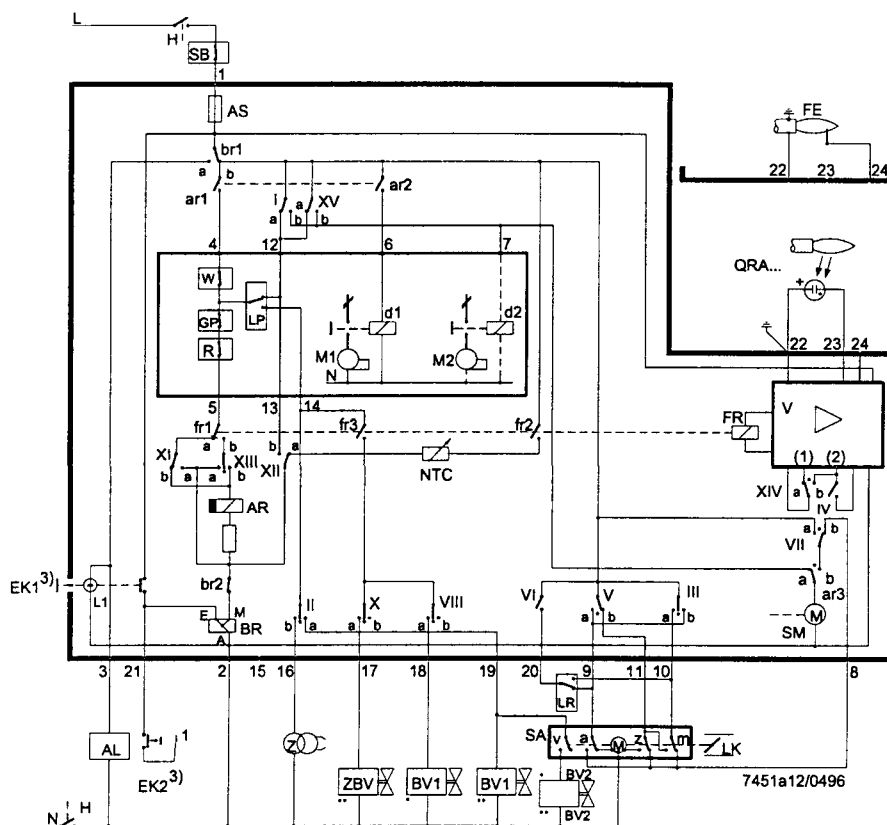 L
H
SB
1
AS
FE
br1
a b
22 23 24
ar1
ar2
i
a XV
a b b
4 12 6 7
QRA...
+
W
LP
d1
d2
GP
R
M1
M2
N
22 23 24
5 13 14
V
FR
fr1
fr3
fr2
a
b a
XI
XIII
XII
NTC
(1) (2)
b a a b
XIV a b
IV
AR
a b
VII
EK1 3)
L1
br2
a b
ar3
VI
V
III
II
X
VIII
E M
BR
A
b a
a b
a b
a b
a b
M
SM
3 21 2 15 16 17 18 19 20 9 11 10 8
LR
AL
1
EK2 3)
Z
SA
v a M z m
LK
ZBV
BV1
BV1
BV2
BV2
7451a12/0496
H
N